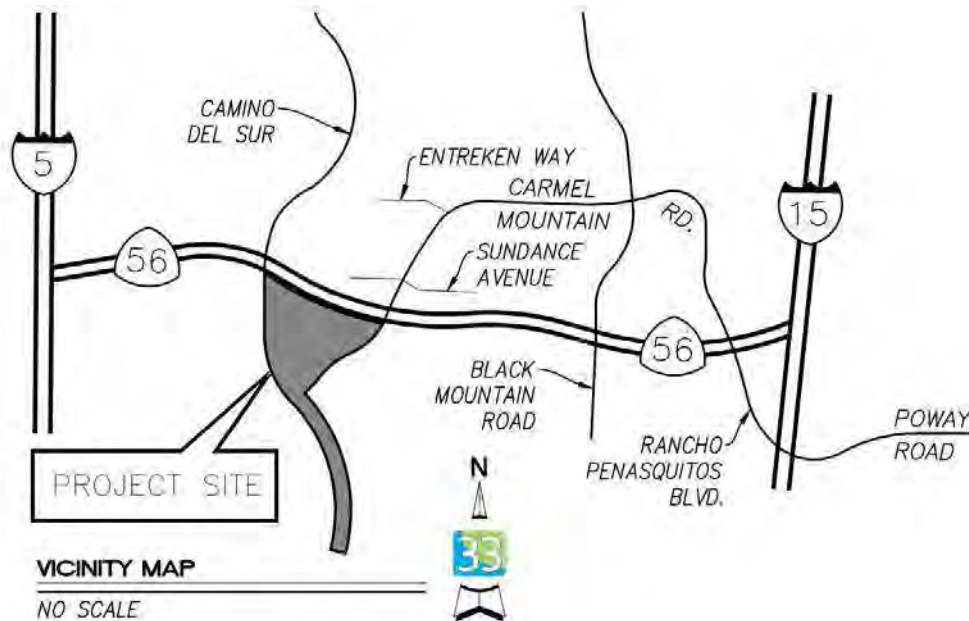 CAMINO
DEL SUR
5
ENTREKEN WAY
CARMEL
MOUNTAIN
RD.
15
56
SUNDANCE
AVENUE
56
BLACK
MOUNTAIN
ROAD
RANCHO
PENASQUITOS
BLVD.
POWAY
ROAD
PROJECT SITE
N
33
VICINITY MAP
NO SCALE